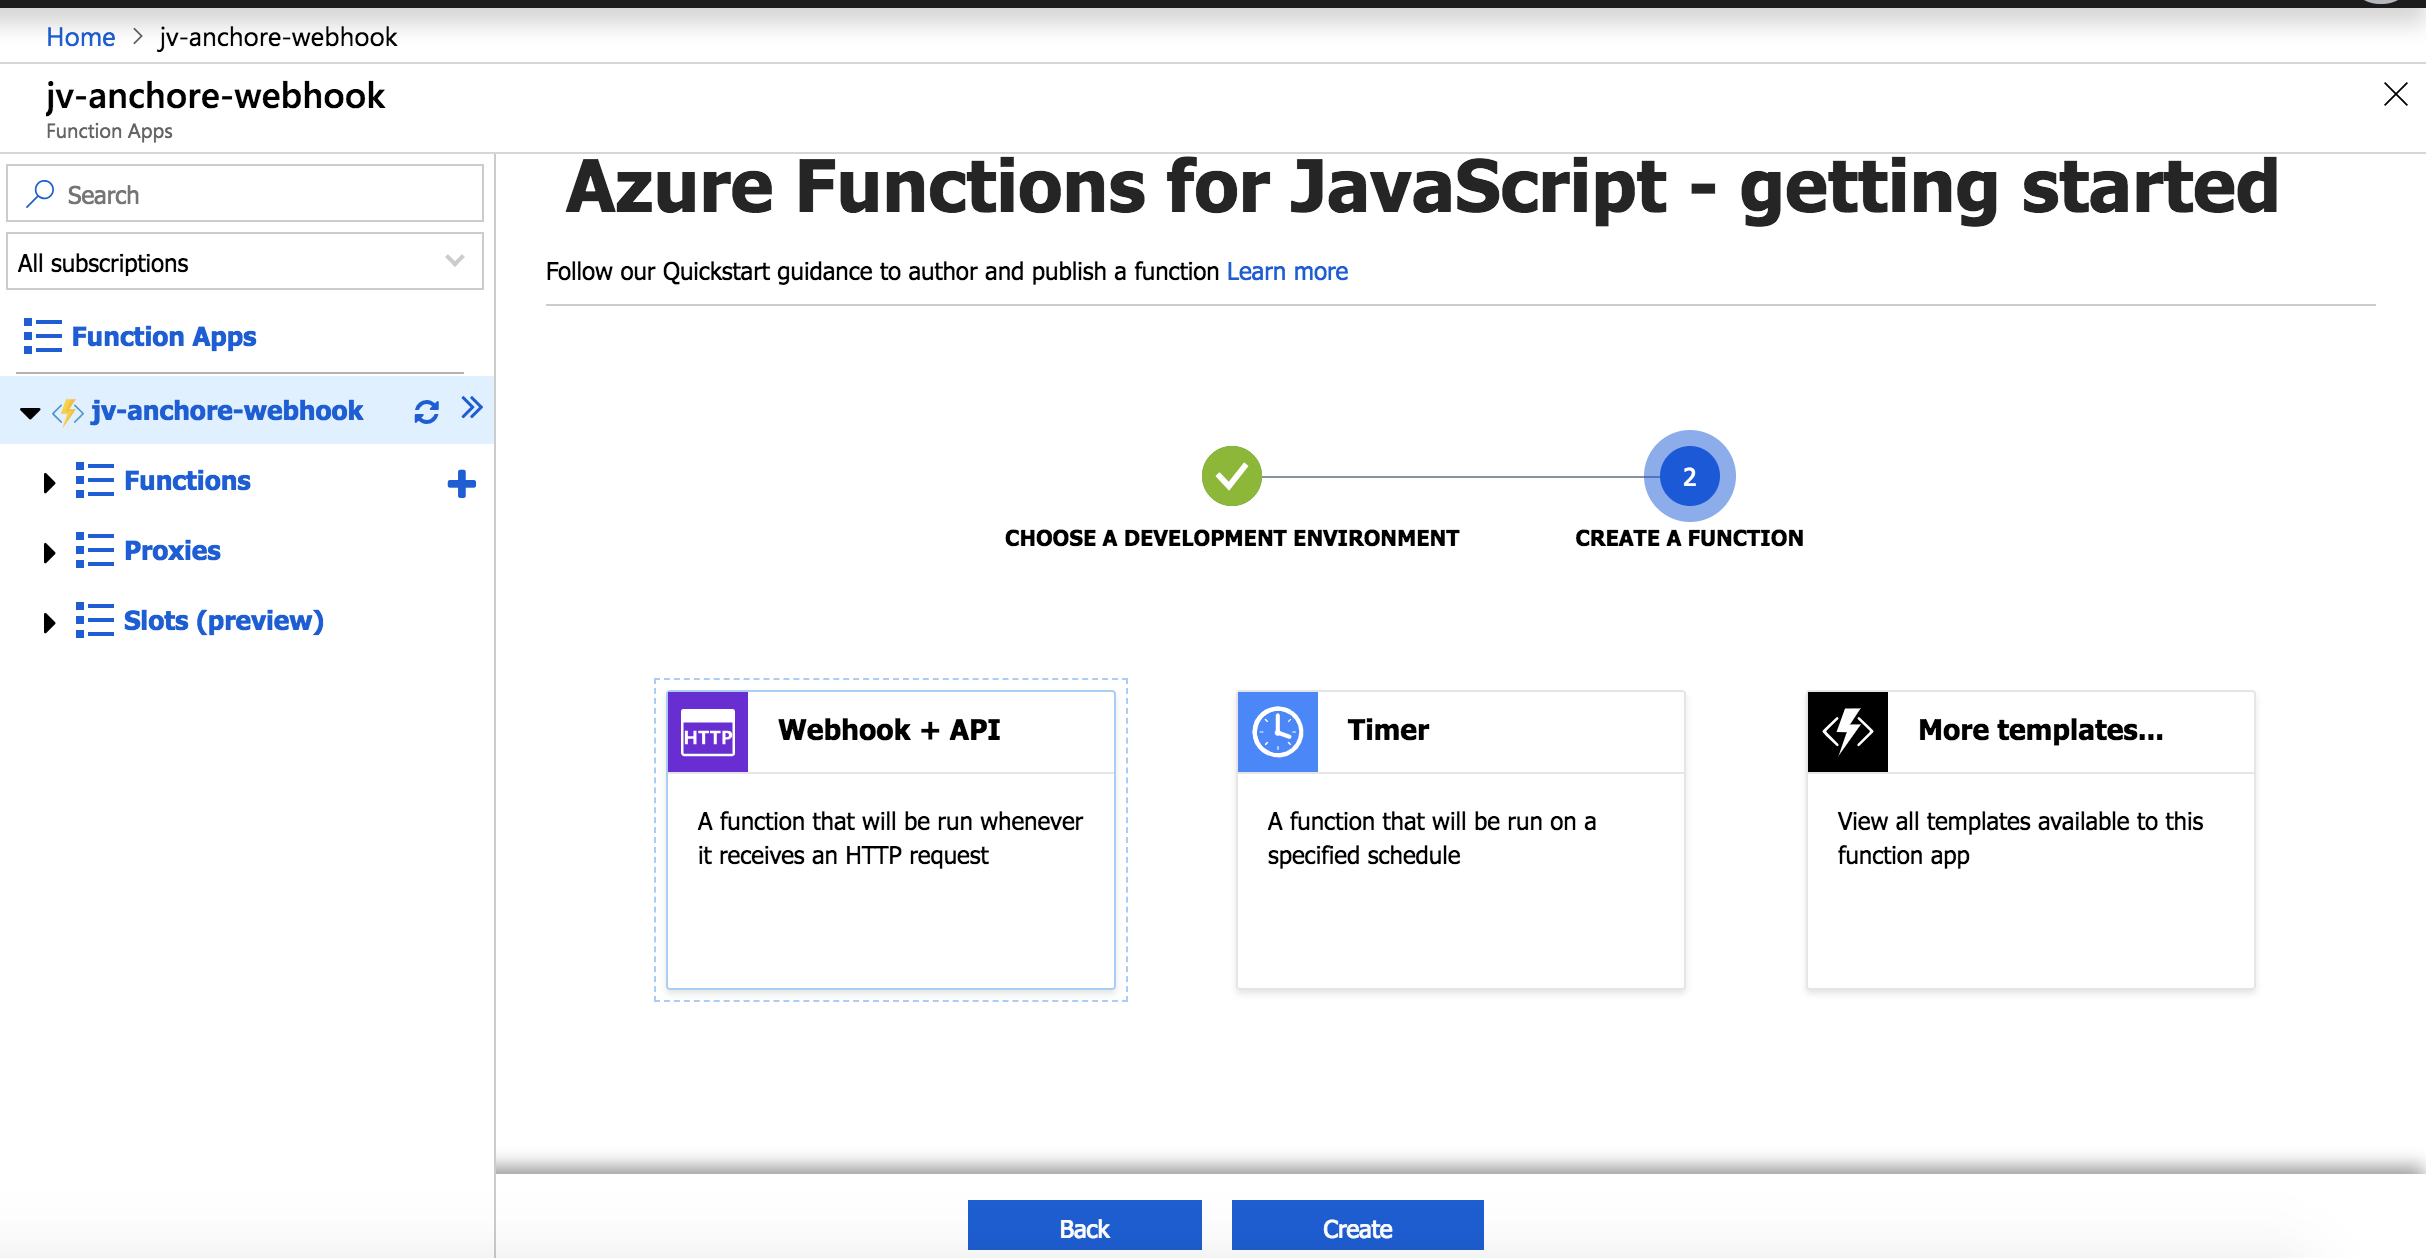 Home > jv-anchore-webhook
jv-anchore-webhook
Function Apps
Search
All subscriptions
Function Apps
jv-anchore-webhook
Functions
Proxies
Slots (preview)
Azure Functions for JavaScript - getting started
Follow our Quickstart guidance to author and publish a function Learn more
2
CHOOSE A DEVELOPMENT ENVIRONMENT
CREATE A FUNCTION
HTTP
Webhook + API
A function that will be run whenever
it receives an HTTP request
Timer
A function that will be run on a
specified schedule
More templates...
View all templates available to this
function app
Back
Create